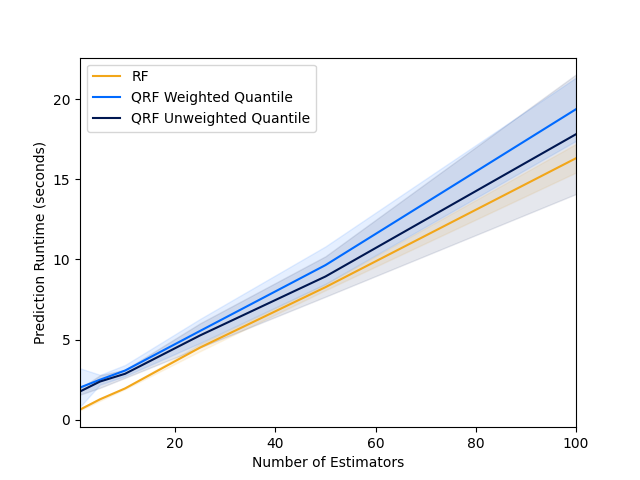 RF
QRF Weighted Quantile
QRF Unweighted Quantile
Prediction Runtime (seconds)
20
15
10
5
0
20 40 60 80 100
Number of Estimators